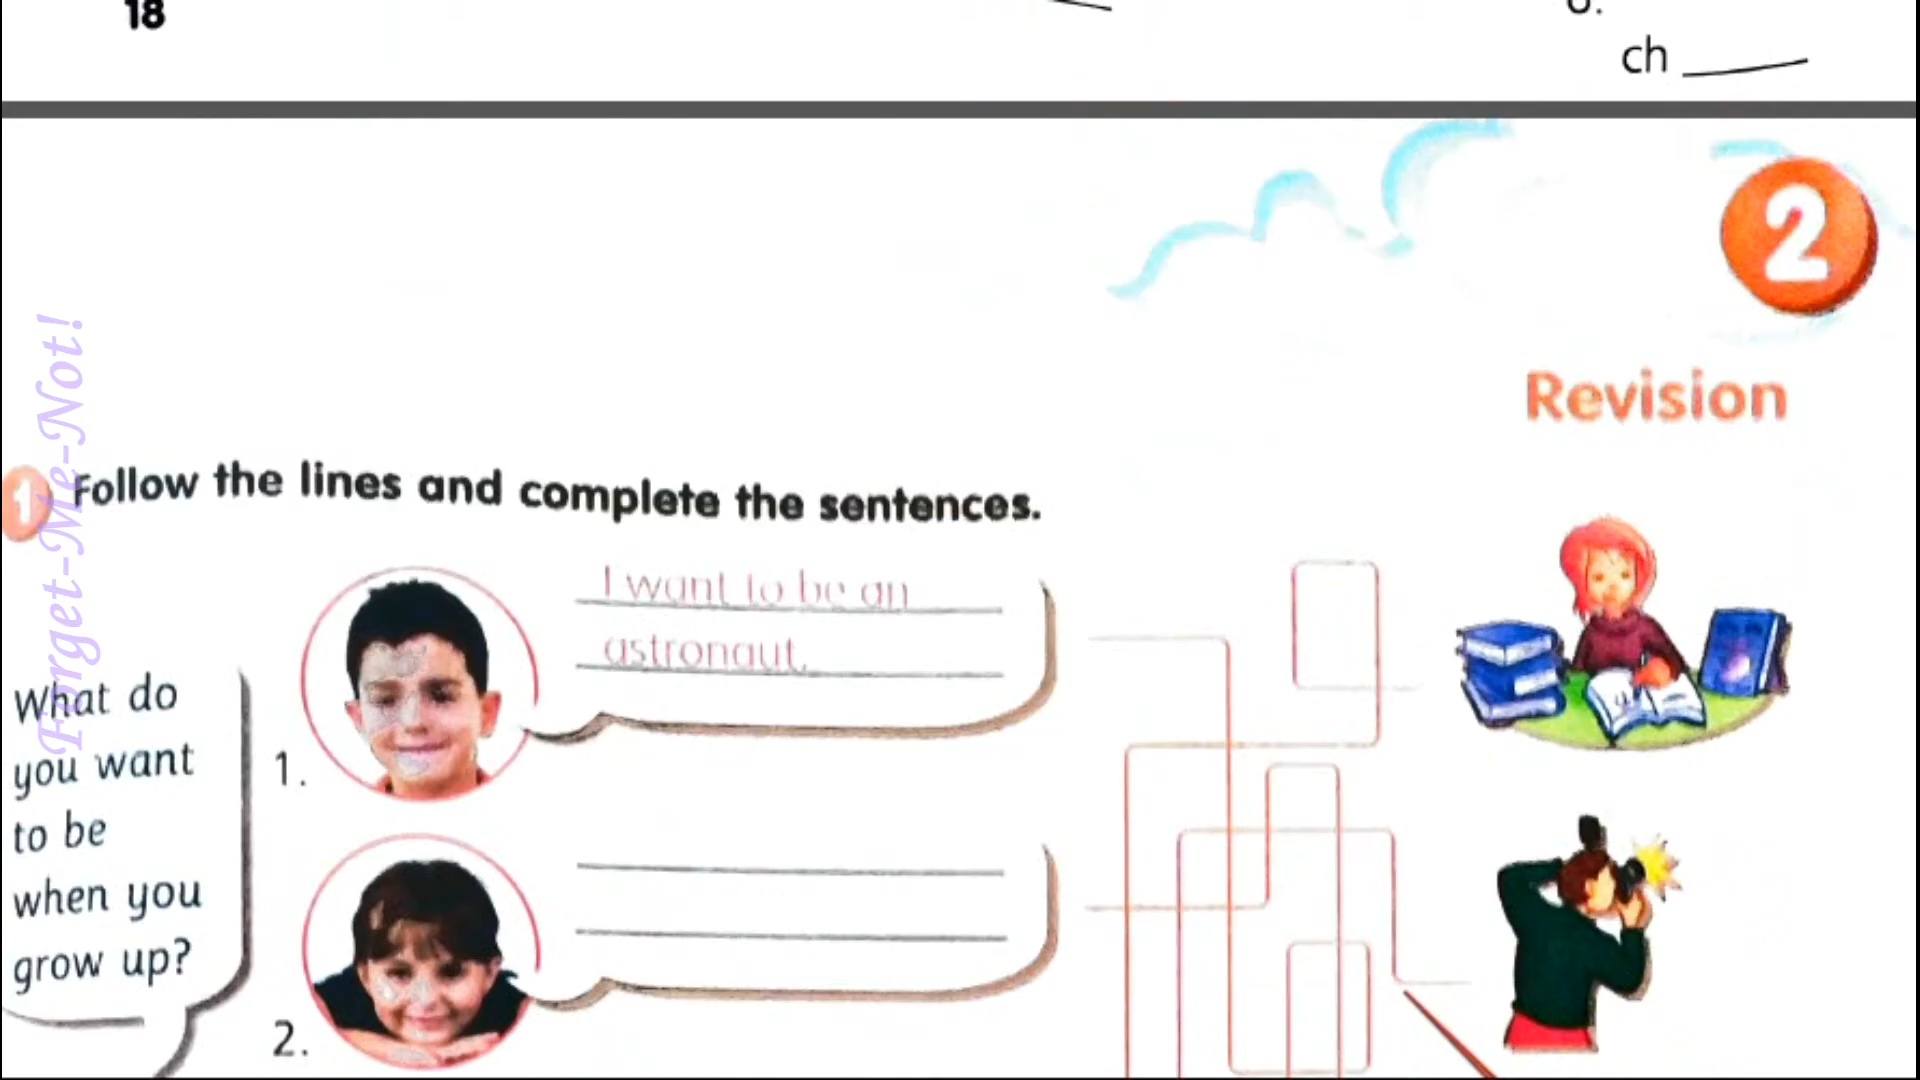 18
ch
2
Revision
1 Follow the lines and complete the sentences.
I want to be an
astronaut.
1.
What do
you want
to be
when you
grow up?
2.
Forget-Me-Not!